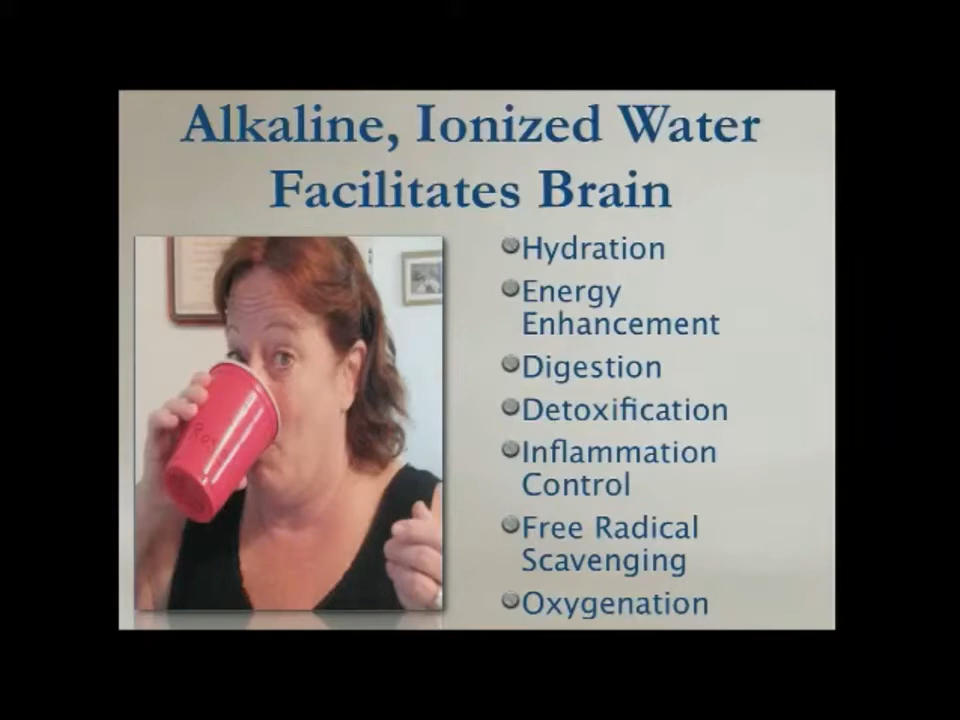 Alkaline, Ionized Water
Facilitates Brain
Hydration
Energy
Enhancement
Digestion
Detoxification
Inflammation
Control
Free Radical
Scavenging
Oxygenation